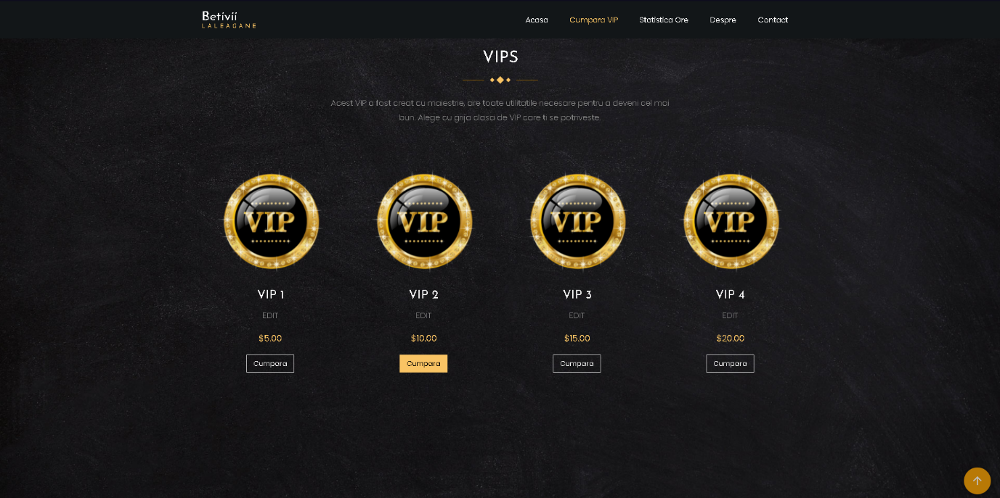 Betivii
LALEAGANE
Acasa
Cumpara VIP
Statistica Ore
Despre
Contact
VIPS
Acest VIP a fost creat cu maiestrie, are toate utilitatile necesare pentru a deveni cel mai
bun. Alege cu grija clasa de VIP care ti se potriveste.
VIP
VIP
VIP
VIP
VIP 1
VIP 2
VIP 3
VIP 4
EDIT
EDIT
EDIT
EDIT
$5.00
$10.00
$15.00
$20.00
Cumpara
Cumpara
Cumpara
Cumpara